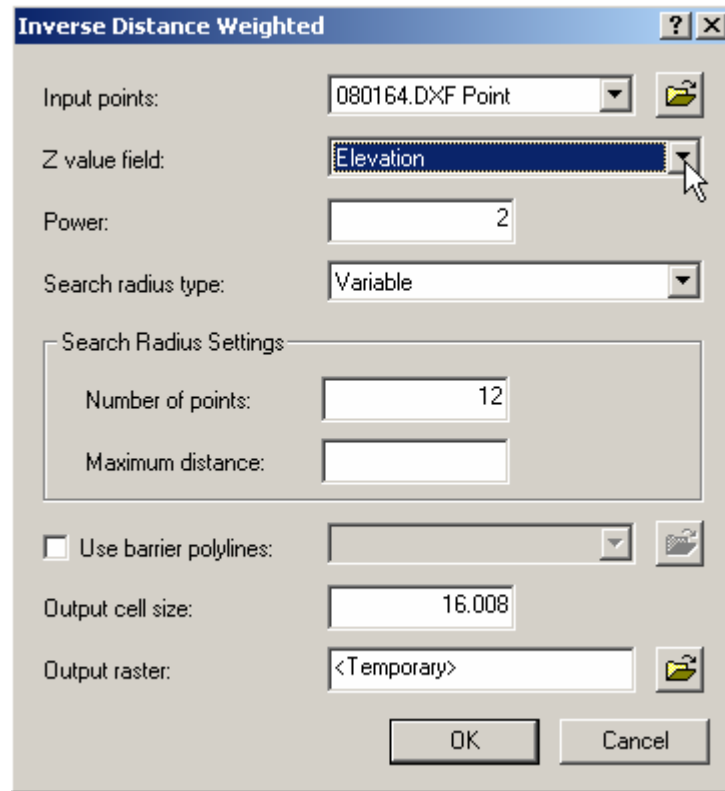 Inverse Distance Weighted
Input points: 080164.DXF Point
Z value field: Elevation
Power: 2
Search radius type: Variable
Search Radius Settings
Number of points: 12
Maximum distance:
Use barrier polylines:
Output cell size: 16.008
Output raster: <Temporary>
OK Cancel